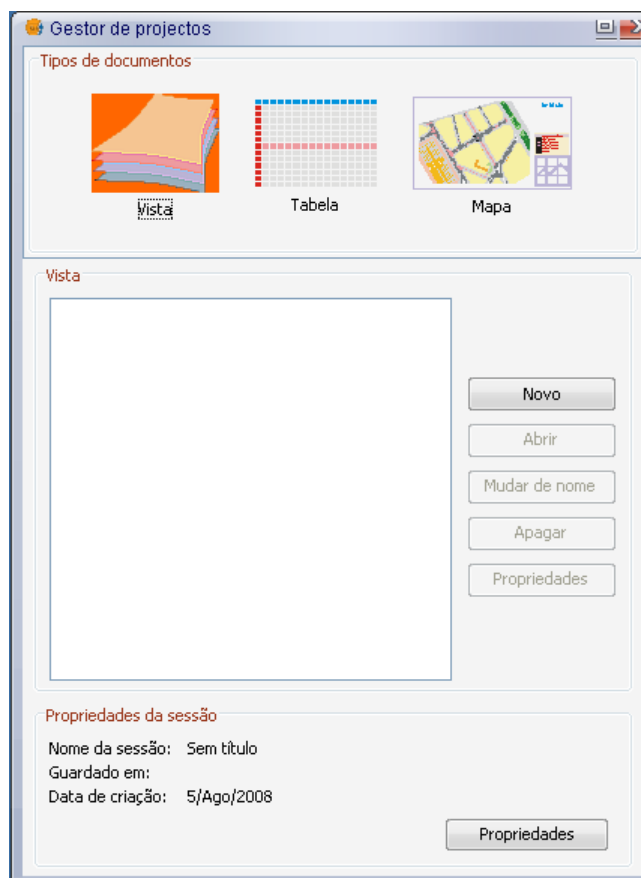 Gestor de projectos
Tipos de documentos
Vista
Tabela
Mapa
Vista
Novo
Abrir
Mudar de nome
Apagar
Propriedades
Propriedades da sessão
Nome da sessão: Sem título
Guardado em:
Data de criação: 5/Ago/2008
Propriedades